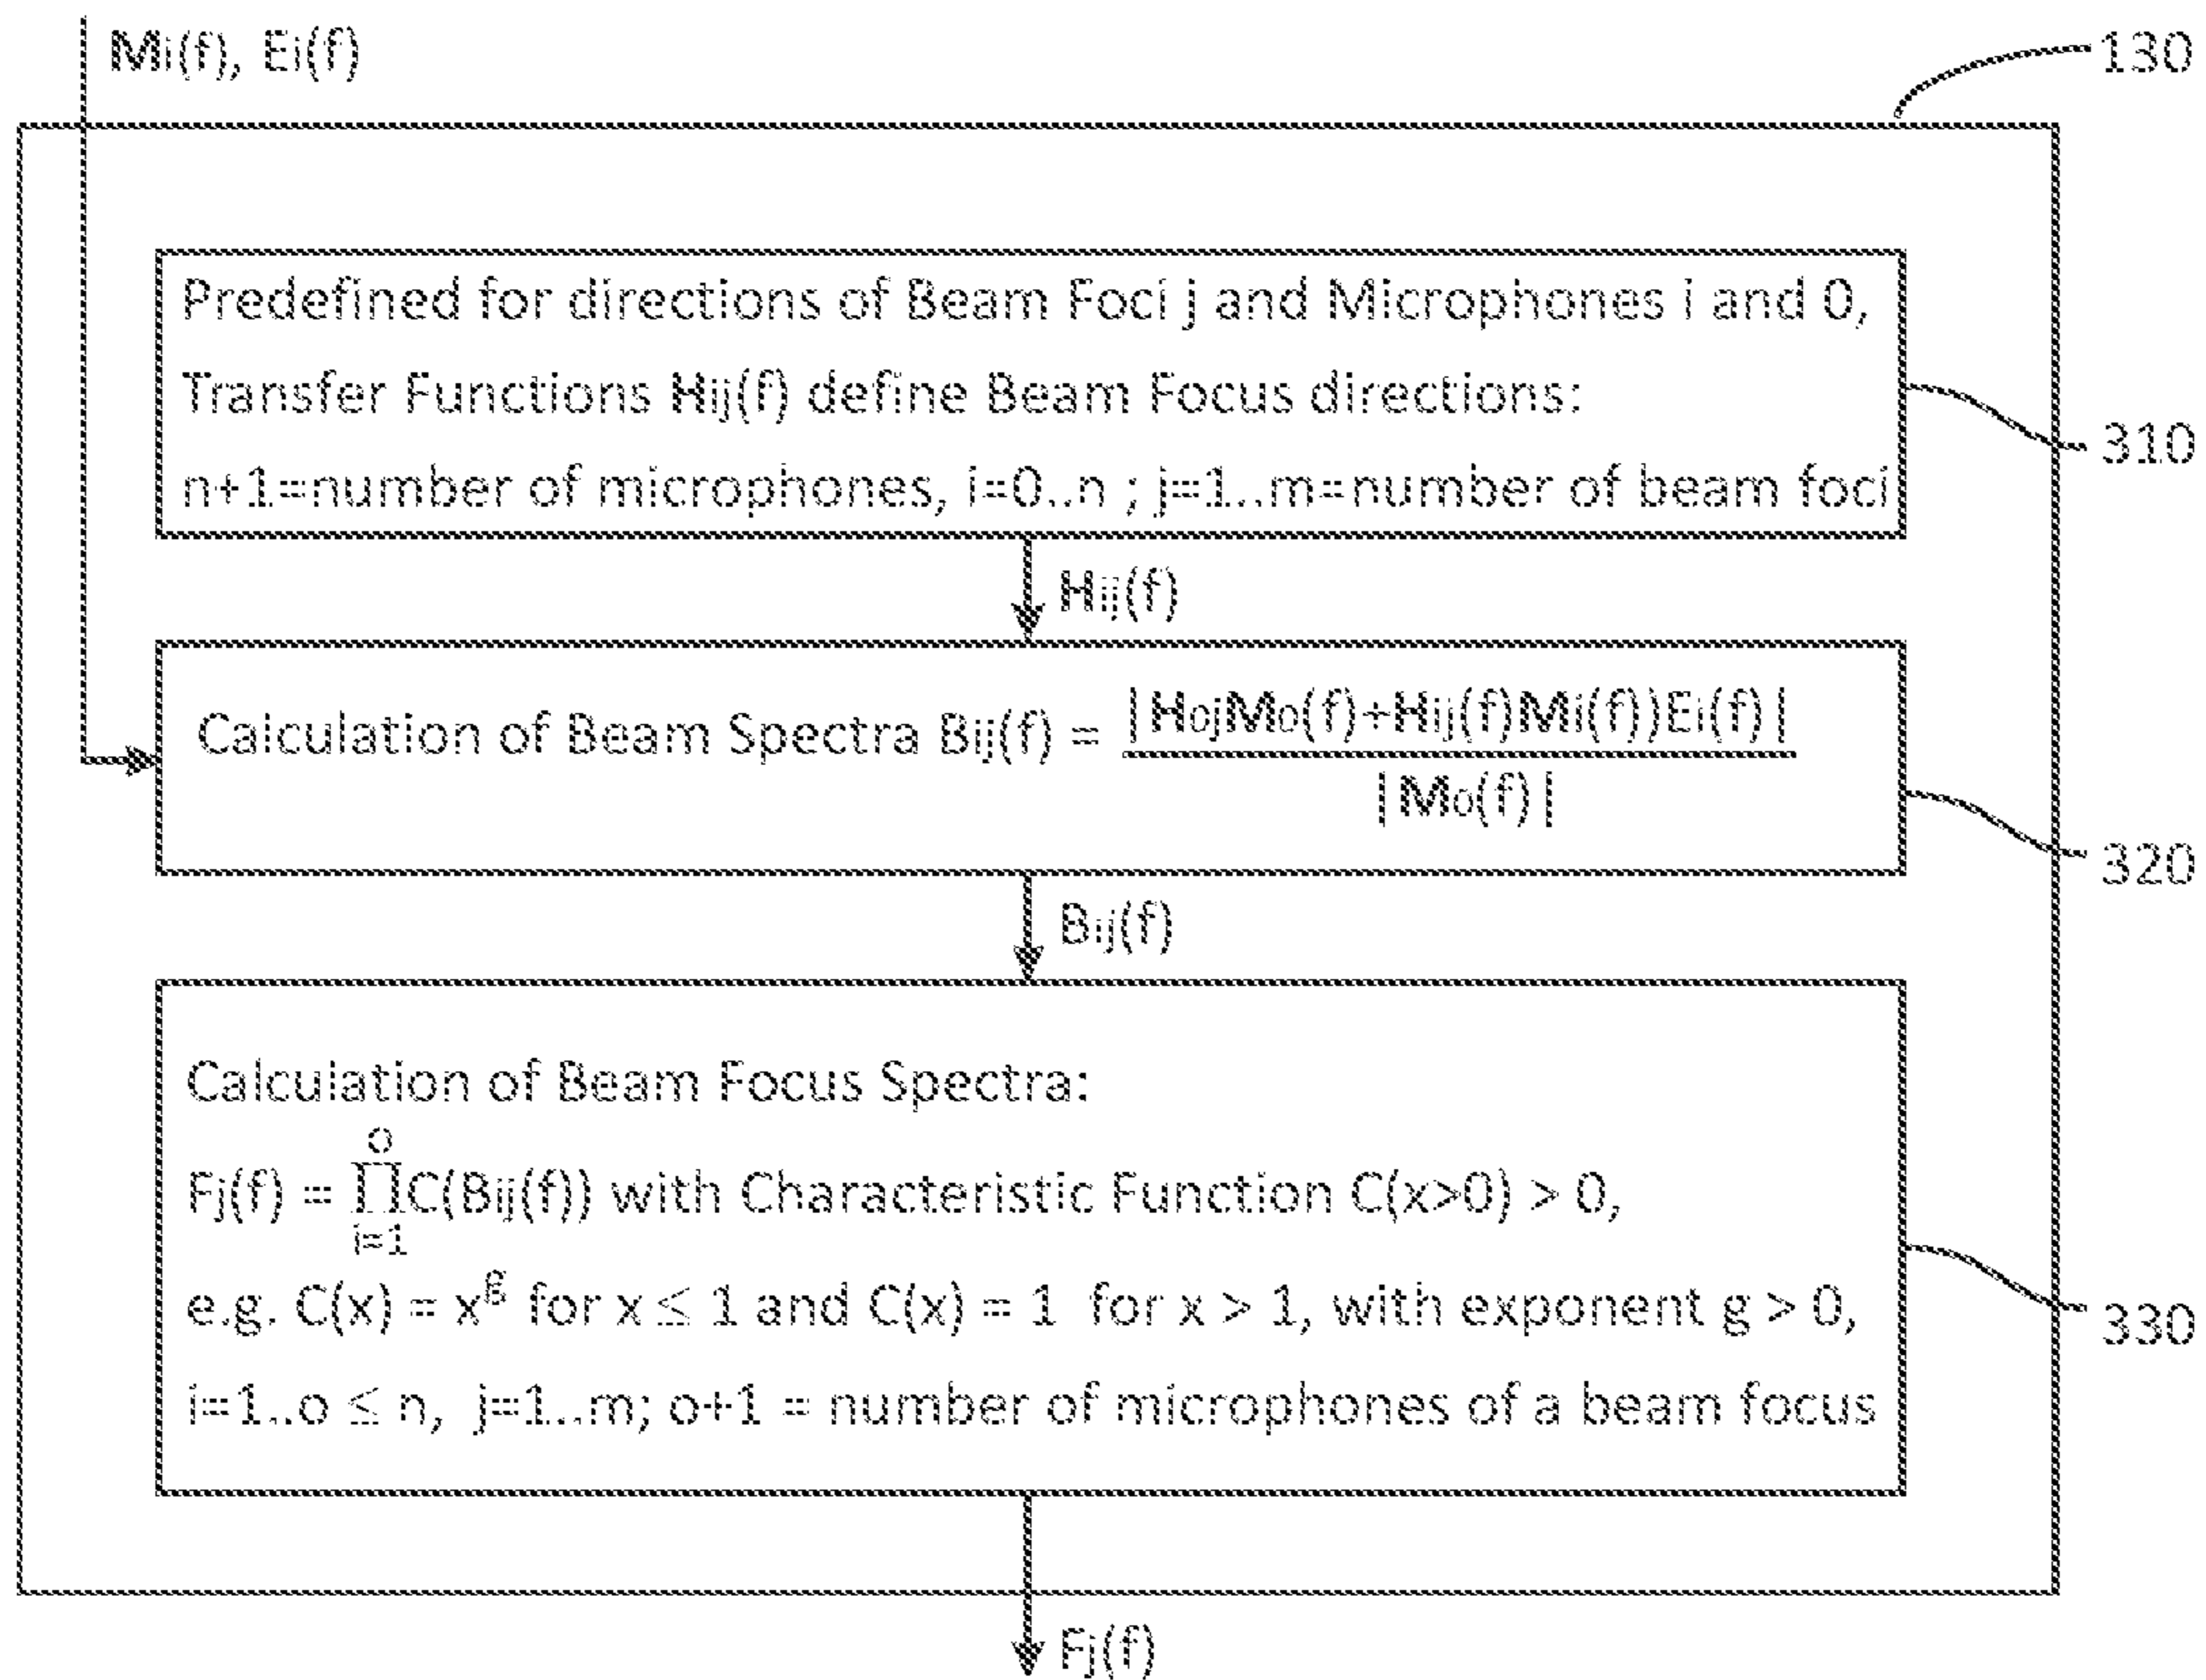 Mi(f), Ei(f)
130
Predefined for directions of Beam Foci j and Microphones i and 0,
Transfer Functions Hij(f) define Beam Focus directions:
n+1=number of microphones, i=0..n ; j=1..m=number of beam foci
310
Hij(f)
Calculation of Beam Spectra Bij(f) = |H0jM0(f)+Hij(f)Mi(f))Ei(f)|
|M0(f)|
320
Bij(f)
Calculation of Beam Focus Spectra:
o
Fj(f) = ∏C(Bij(f)) with Characteristic Function C(x>0) > 0,
i=1
e.g. C(x) = x^g for x ≤ 1 and C(x) = 1 for x > 1, with exponent g > 0,
i=1..o ≤ n, j=1..m; o+1 = number of microphones of a beam focus
330
Fj(f)